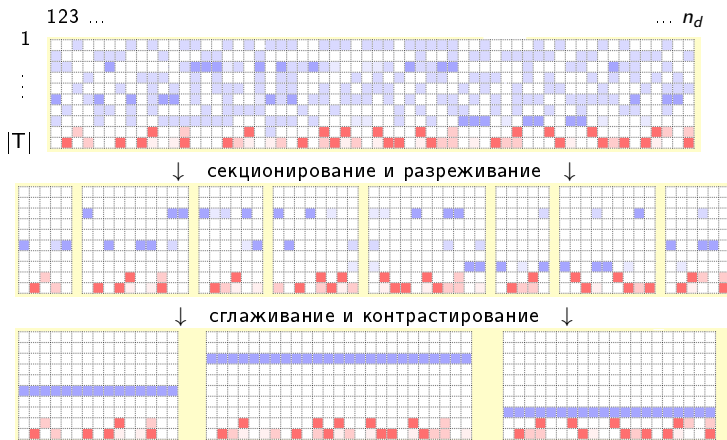 123 ... ... n_d
1
⋮
|T|
↓ секционирование и разреживание ↓
↓ сглаживание и контрастирование ↓